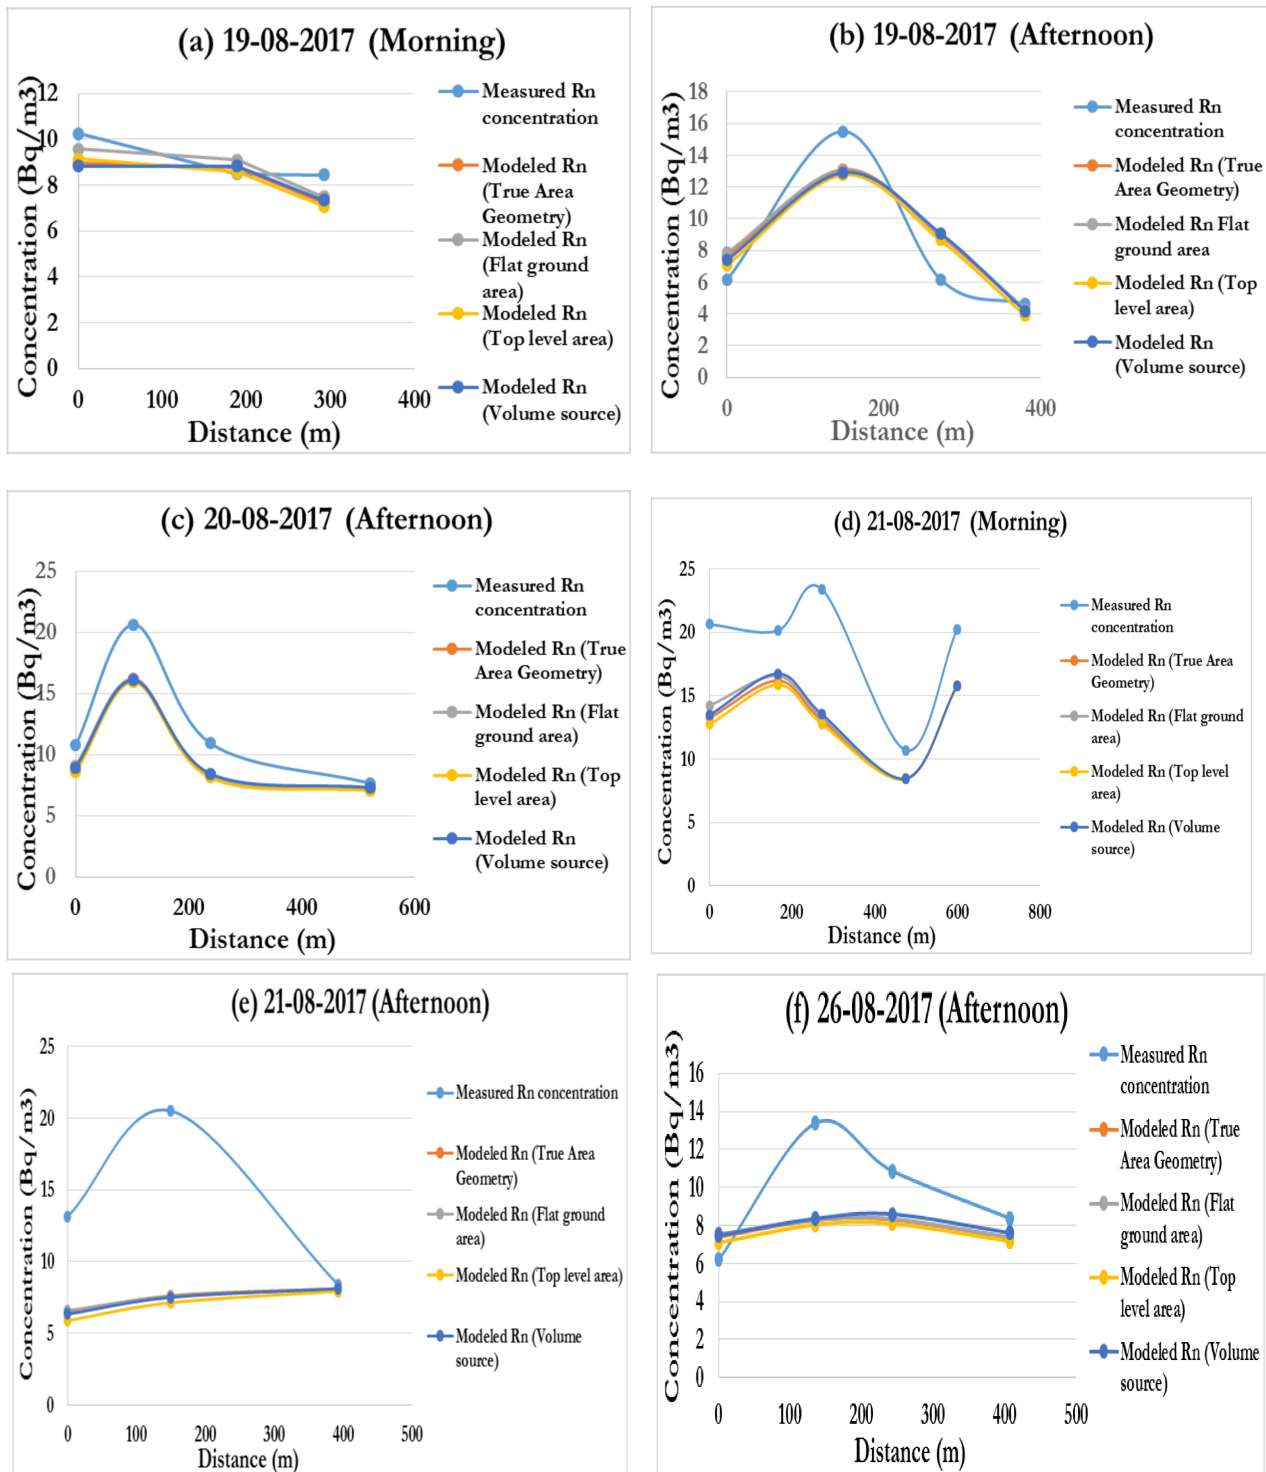 (a) 19-08-2017 (Morning)
Concentration (Bq/m3)
12
10
8
6
4
2
0
0 100 200 300 400
Distance (m)
Measured Rn
concentration
Modeled Rn
(True Area
Geometry)
Modeled Rn
(Flat ground
area)
Modeled Rn
(Top level area)
Modeled Rn
(Volume source)
(b) 19-08-2017 (Afternoon)
Concentration (Bq/m3)
18
16
14
12
10
8
6
4
2
0
0 200 400
Distance (m)
Measured Rn
concentration
Modeled Rn (True
Area Geometry)
Modeled Rn Flat
ground area
Modeled Rn (Top
level area)
Modeled Rn
(Volume source)
(c) 20-08-2017 (Afternoon)
Concentration (Bq/m3)
25
20
15
10
5
0
0 200 400 600
Distance (m)
Measured Rn
concentration
Modeled Rn (True
Area Geometry)
Modeled Rn (Flat
ground area)
Modeled Rn (Top
level area)
Modeled Rn
(Volume source)
(d) 21-08-2017 (Morning)
Concentration (Bq/m3)
25
20
15
10
5
0
0 200 400 600 800
Distance (m)
Measured Rn
concentration
Modeled Rn (True Area
Geometry)
Modeled Rn (Flat ground
area)
Modeled Rn (Top level
area)
Modeled Rn (Volume
source)
(e) 21-08-2017 (Afternoon)
Concentration (Bq/m3)
25
20
15
10
5
0
0 100 200 300 400 500
Distance (m)
Measured Rn concentration
Modeled Rn (True Area
Geometry)
Modeled Rn (Flat ground
area)
Modeled Rn (Top level area)
Modeled Rn (Volume
source)
(f) 26-08-2017 (Afternoon)
Concentration (Bq/m3)
16
14
12
10
8
6
4
2
0
0 100 200 300 400 500
Distance (m)
Measured Rn
concentration
Modeled Rn (True
Area Geometry)
Modeled Rn (Flat
ground area)
Modeled Rn (Top
level area)
Modeled Rn (Volume
source)